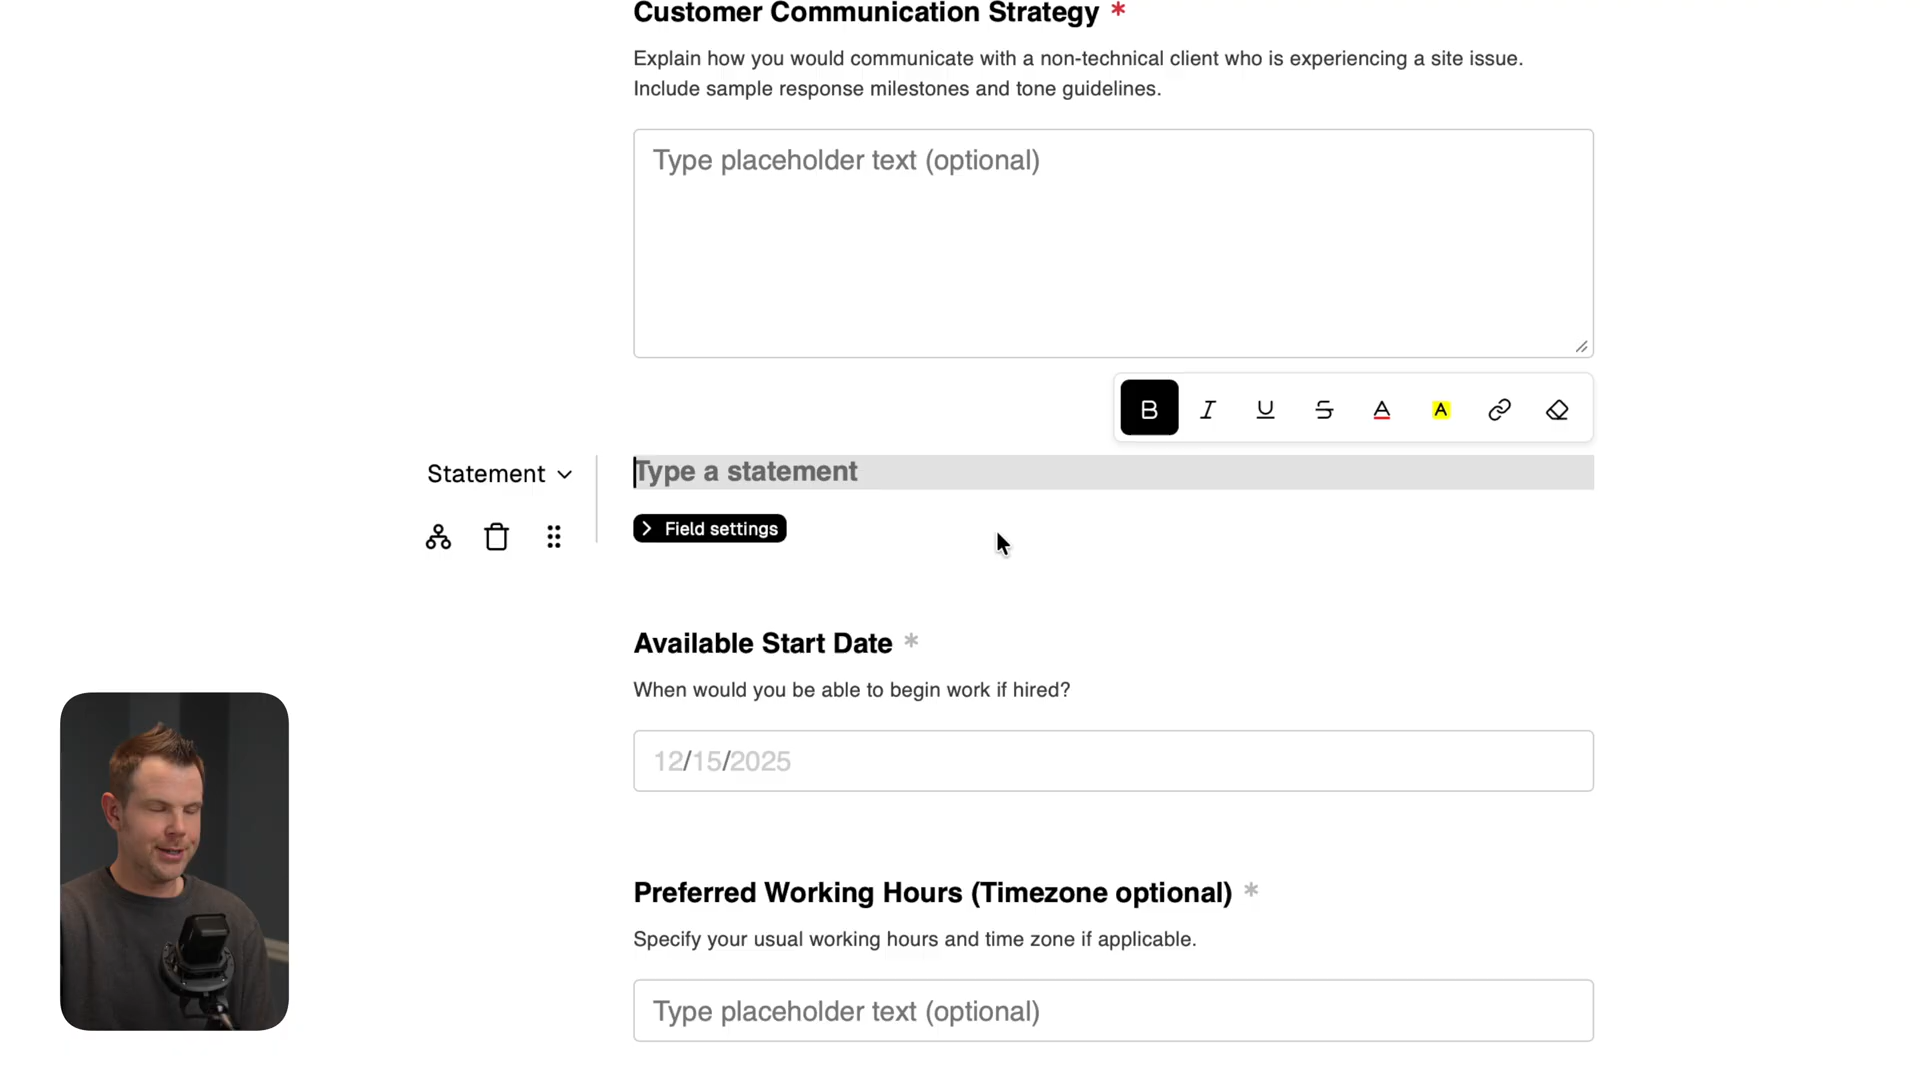 Customer Communication Strategy *
Explain how you would communicate with a non-technical client who is experiencing a site issue.
Include sample response milestones and tone guidelines.
Type placeholder text (optional)
B I U S A A
Statement
Type a statement
Field settings
Available Start Date *
When would you be able to begin work if hired?
12/15/2025
Preferred Working Hours (Timezone optional) *
Specify your usual working hours and time zone if applicable.
Type placeholder text (optional)